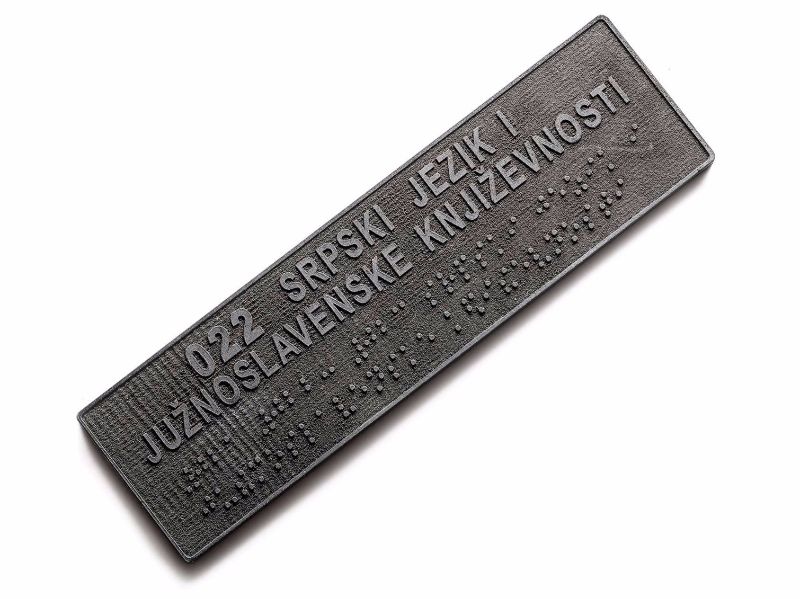 022 SRPSKI JEZIK I
JUŽNOSLAVENSKE KNJIŽEVNOSTI